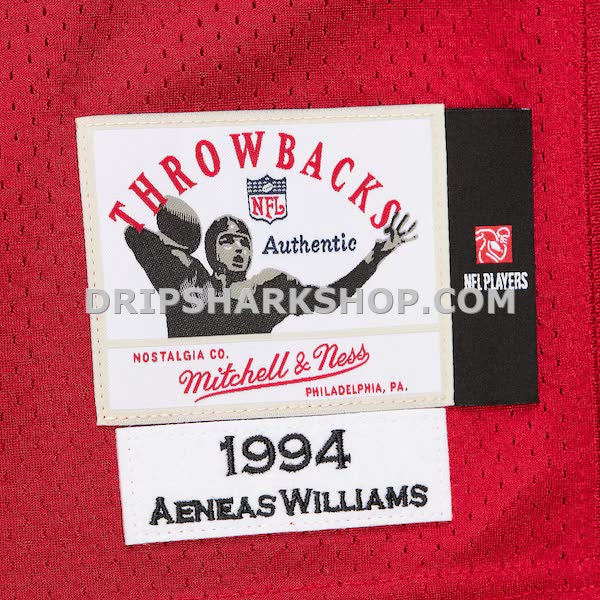 THROWBACKS
NFL
Authentic
NFL PLAYERS
DRIPSHARKSHOP.COM
NOSTALGIA CO.
Mitchell & Ness
PHILADELPHIA, PA.
1994
AENEAS WILLIAMS